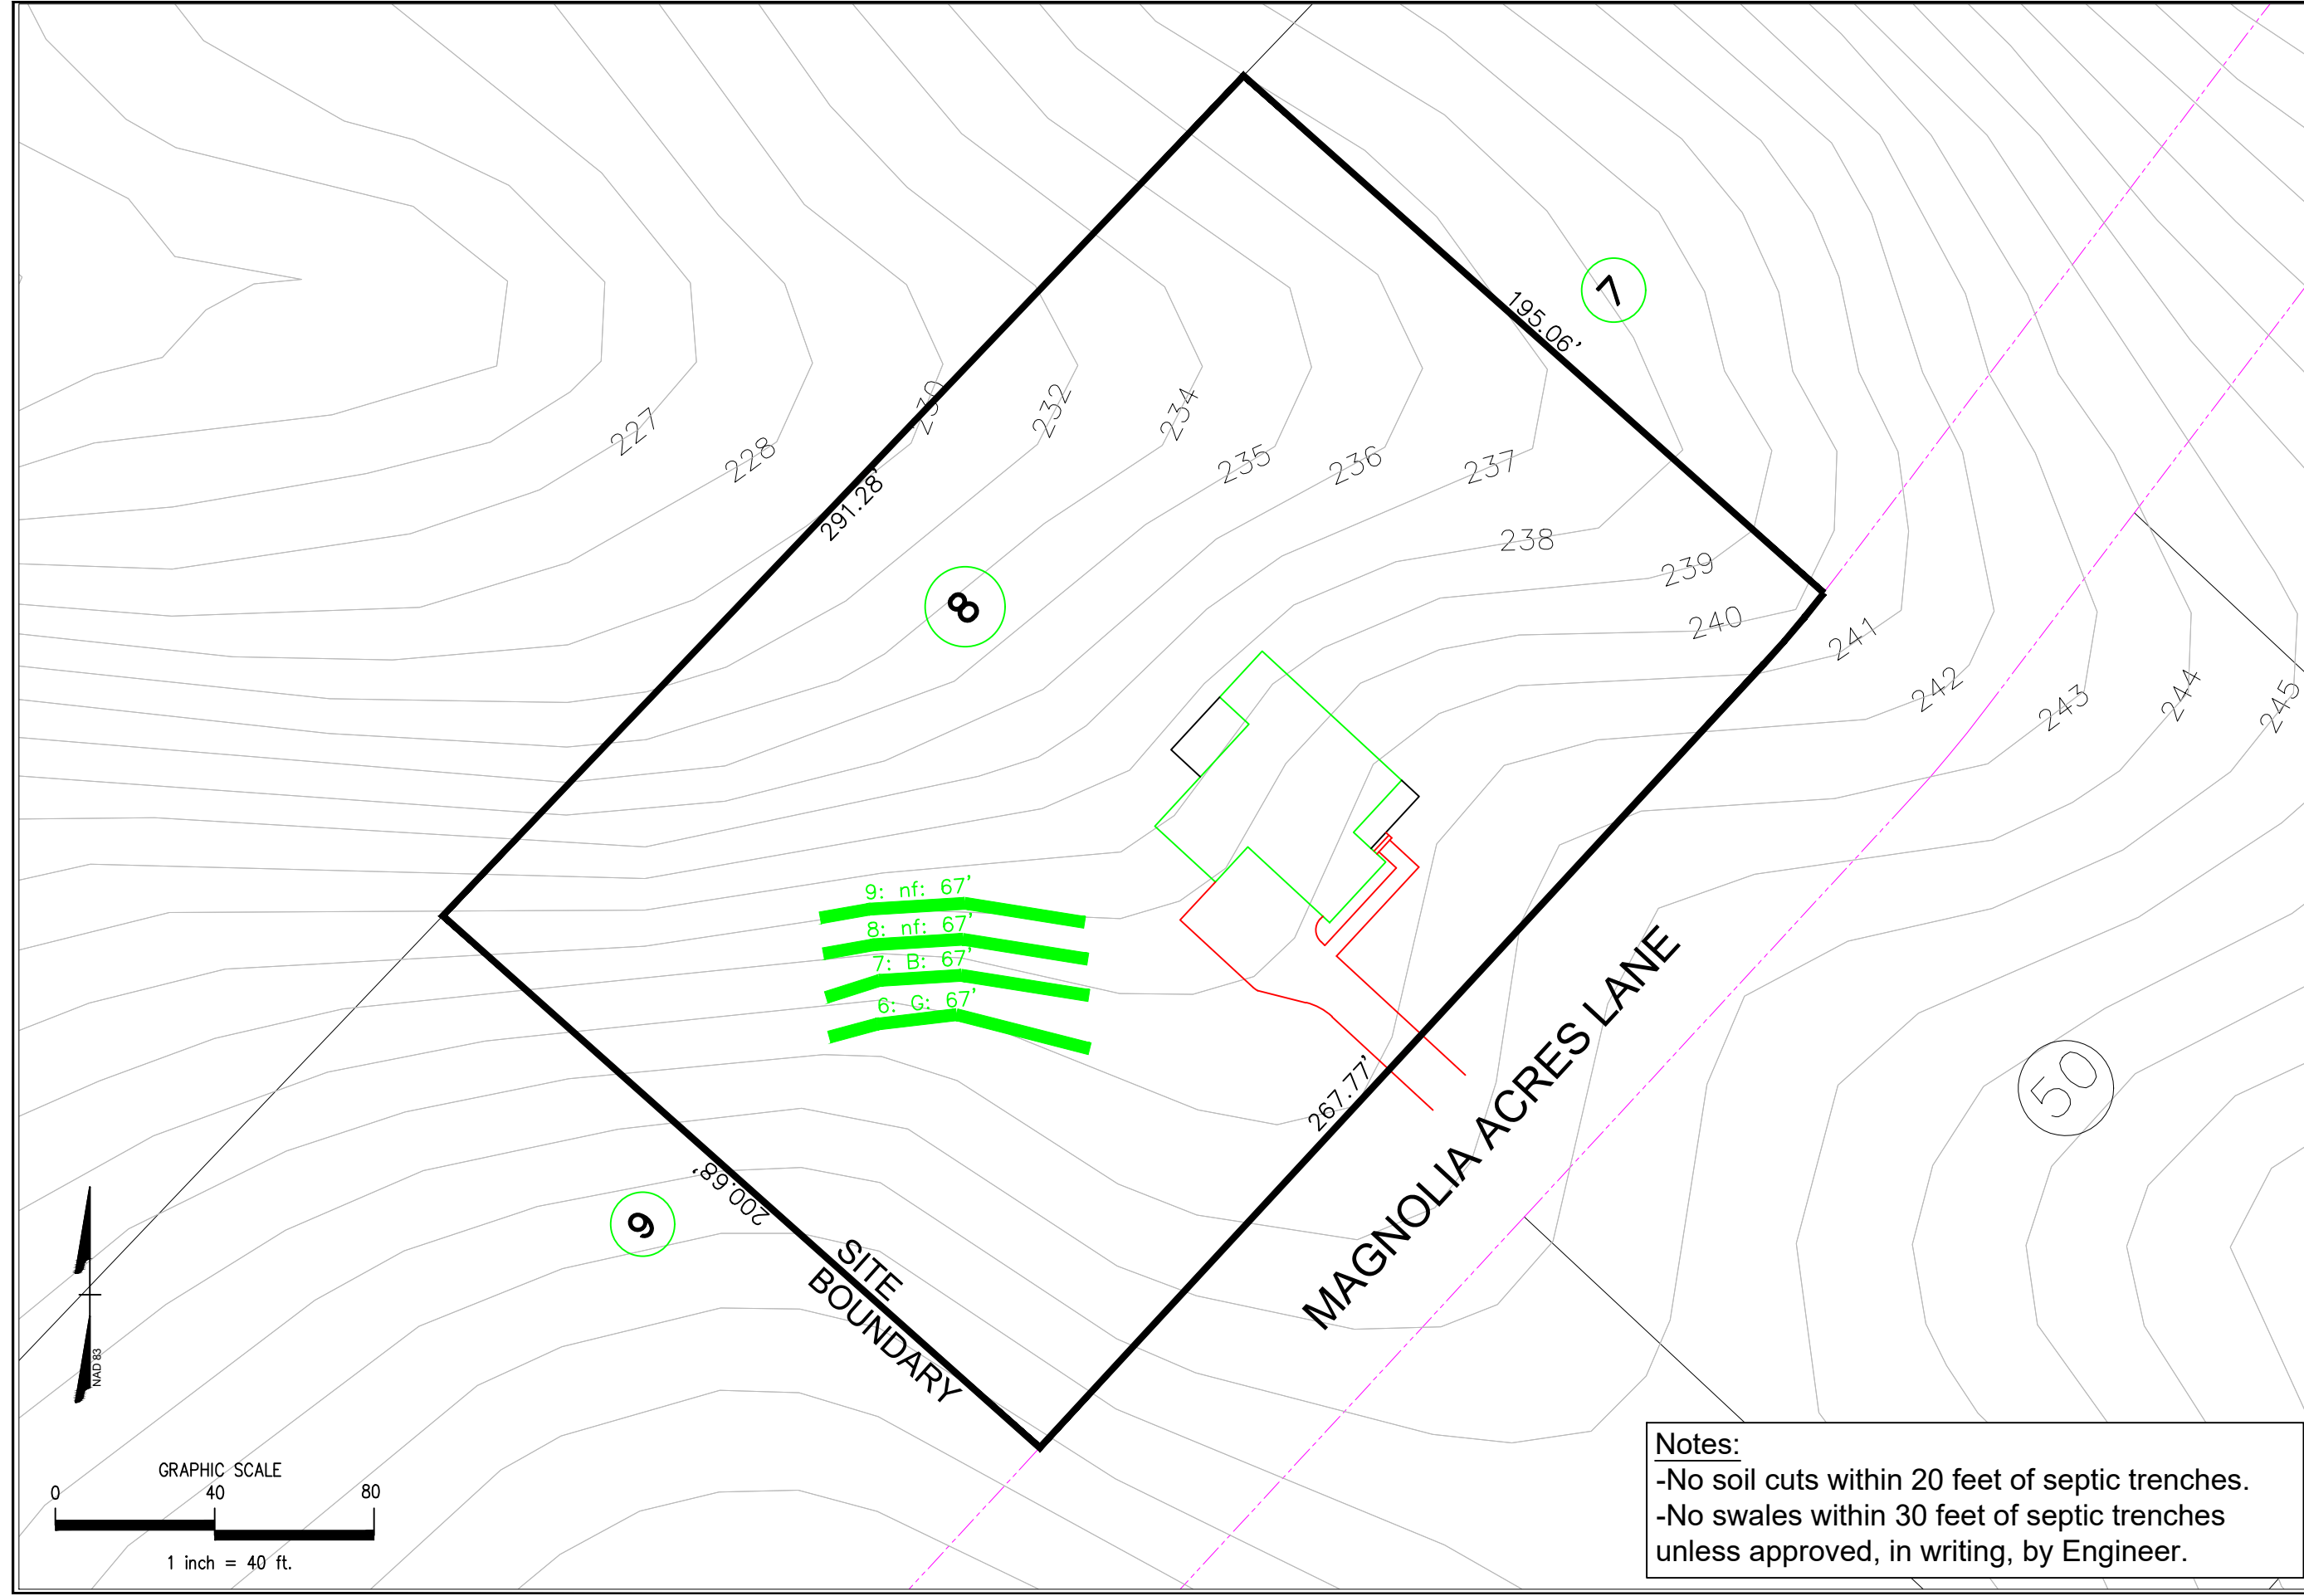 7
195.06'
227
228
230
232
234
235
236
237
238
239
240
241
242
243
244
245
291.28'
8
9: nf: 67'
8: nf: 67'
7: B: 67'
6: G: 67'
MAGNOLIA ACRES LANE
267.77'
50
200.68'
9
SITE
BOUNDARY
NAD 83
GRAPHIC SCALE
0 40 80
1 inch = 40 ft.
Notes:
-No soil cuts within 20 feet of septic trenches.
-No swales within 30 feet of septic trenches
unless approved, in writing, by Engineer.